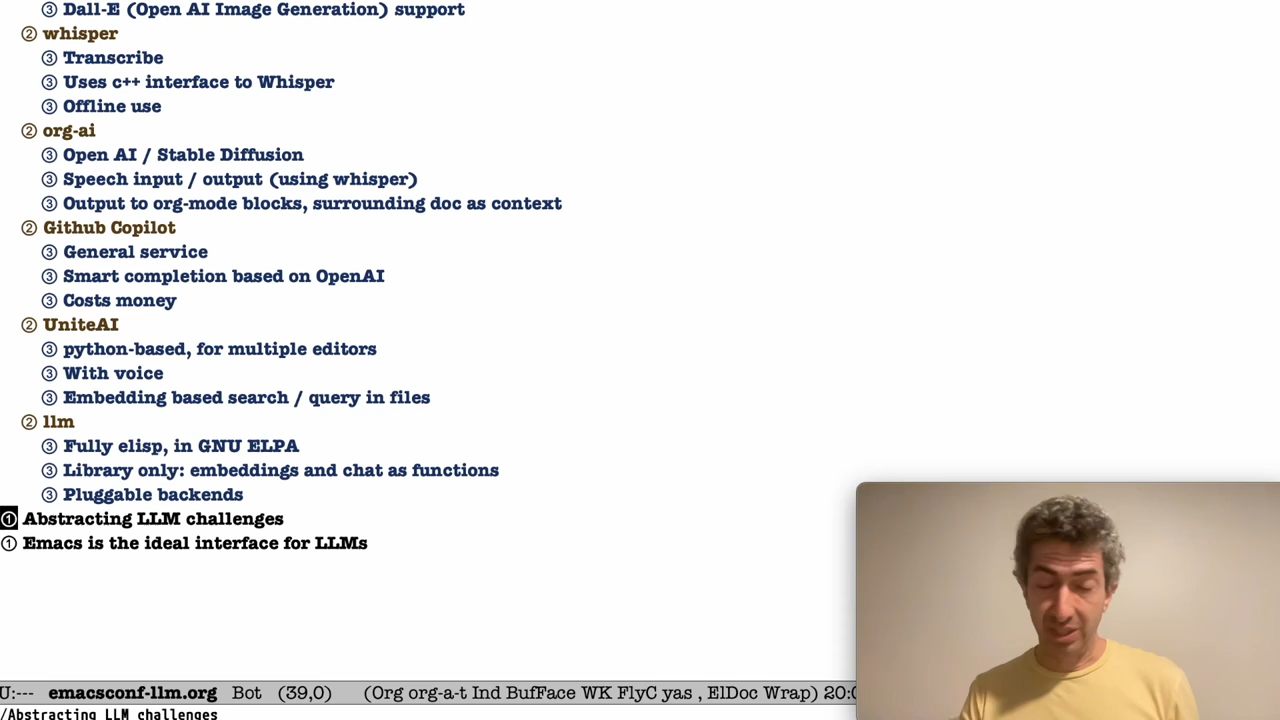 ③ Dall-E (Open AI Image Generation) support
② whisper
③ Transcribe
③ Uses c++ interface to Whisper
③ Offline use
② org-ai
③ Open AI / Stable Diffusion
③ Speech input / output (using whisper)
③ Output to org-mode blocks, surrounding doc as context
② Github Copilot
③ General service
③ Smart completion based on OpenAI
③ Costs money
② UniteAI
③ python-based, for multiple editors
③ With voice
③ Embedding based search / query in files
② llm
③ Fully elisp, in GNU ELPA
③ Library only: embeddings and chat as functions
③ Pluggable backends
① Abstracting LLM challenges
① Emacs is the ideal interface for LLMs
U:--- emacsconf-llm.org Bot (39,0) (Org org-a-t Ind BufFace WK FlyC yas , ElDoc Wrap)
/Abstracting LLM challenges